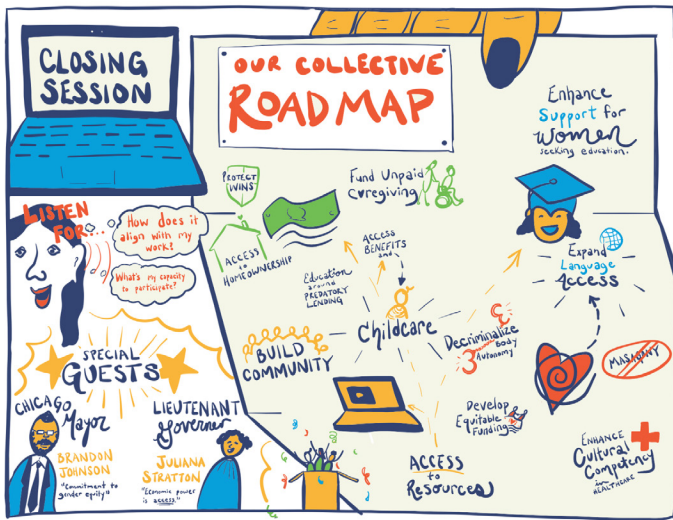 CLOSING
SESSION
OUR COLLECTIVE
ROADMAP
Enhance
Support for
women
seeking education.
PROTECT
WINS
Fund Unpaid
Caregiving
LISTEN
FOR...
How does it
align with my
work?
What's my capacity
to participate?
ACCESS
to
HOMEOWNERSHIP
ACCESS
BENEFITS
and
Education
around
PREDATORY
LENDING
Expand
Language
Access
Childcare
Decriminalize
Body
Autonomy
BUILD
COMMUNITY
MASAGNY
SPECIAL
GUESTS
CHICAGO
Mayor
BRANDON
JOHNSON
"Commitment to
gender equity"
LIEUTENANT
Governer
JULIANA
STRATTON
"Economic power
is access."
Develop
Equitable
Funding
ACCESS
to
Resources
ENHANCE
Cultural
Competency
in
HEALTHCARE